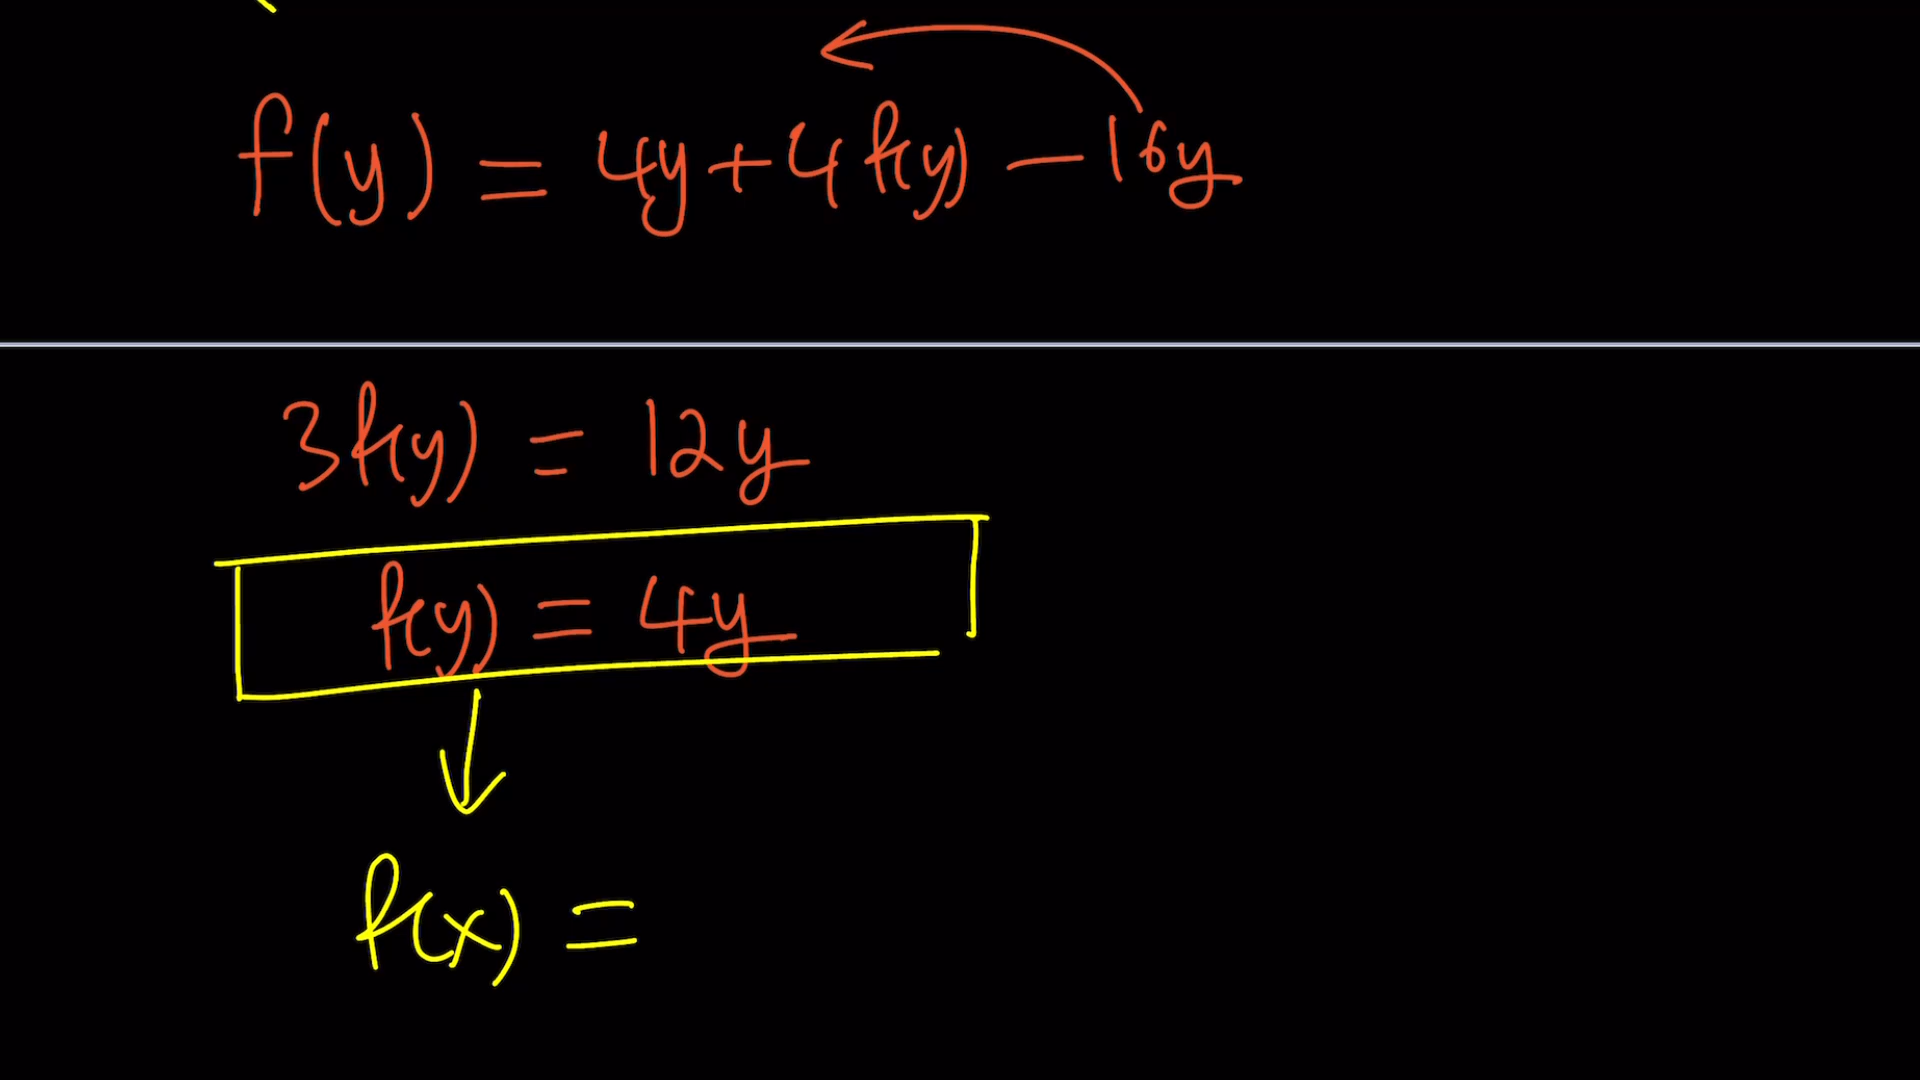 f(y) = 4y + 4f(y) - 16y
3f(y) = 12y
f(y) = 4y
f(x) =